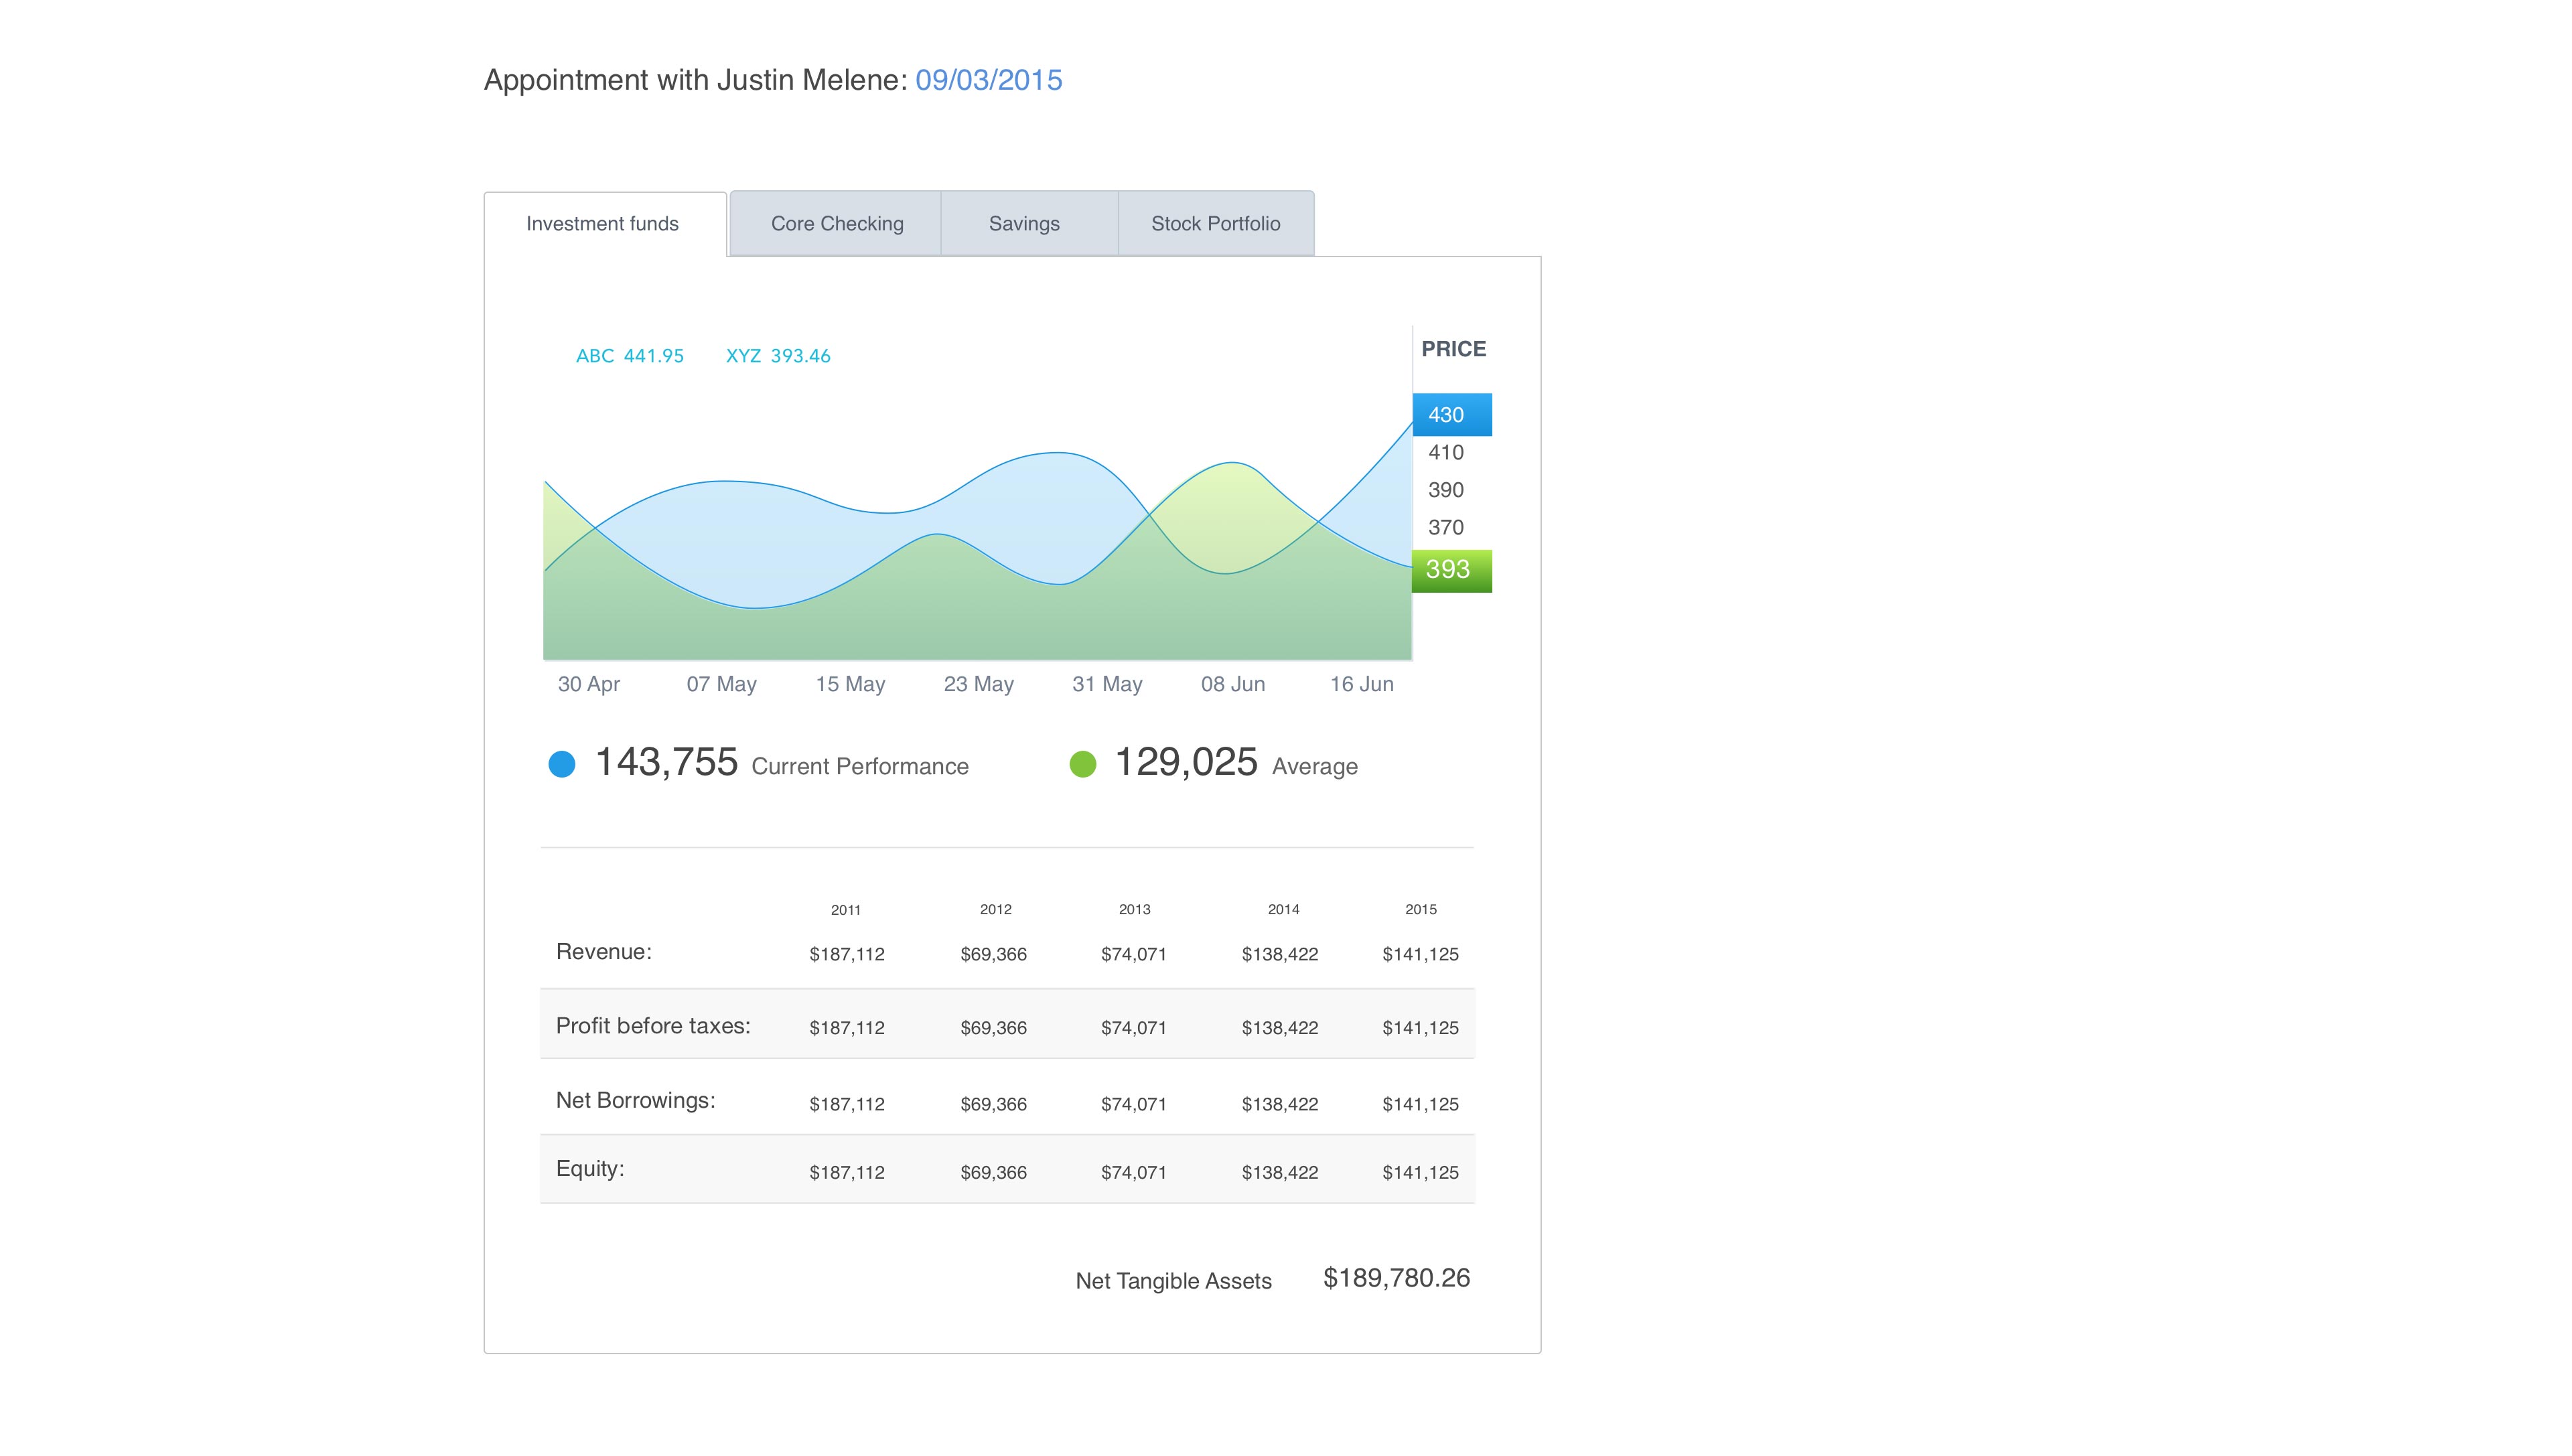 Appointment with Justin Melene: 09/03/2015
Investment funds Core Checking Savings Stock Portfolio
PRICE
ABC 441.95 XYZ 393.46
430
410
390
370
393
30 Apr 07 May 15 May 23 May 31 May 08 Jun 16 Jun
143,755 Current Performance 129,025 Average
2011 2012 2013 2014 2015
Revenue: $187,112 $69,366 $74,071 $138,422 $141,125
Profit before taxes: $187,112 $69,366 $74,071 $138,422 $141,125
Net Borrowings: $187,112 $69,366 $74,071 $138,422 $141,125
Equity: $187,112 $69,366 $74,071 $138,422 $141,125
Net Tangible Assets $189,780.26